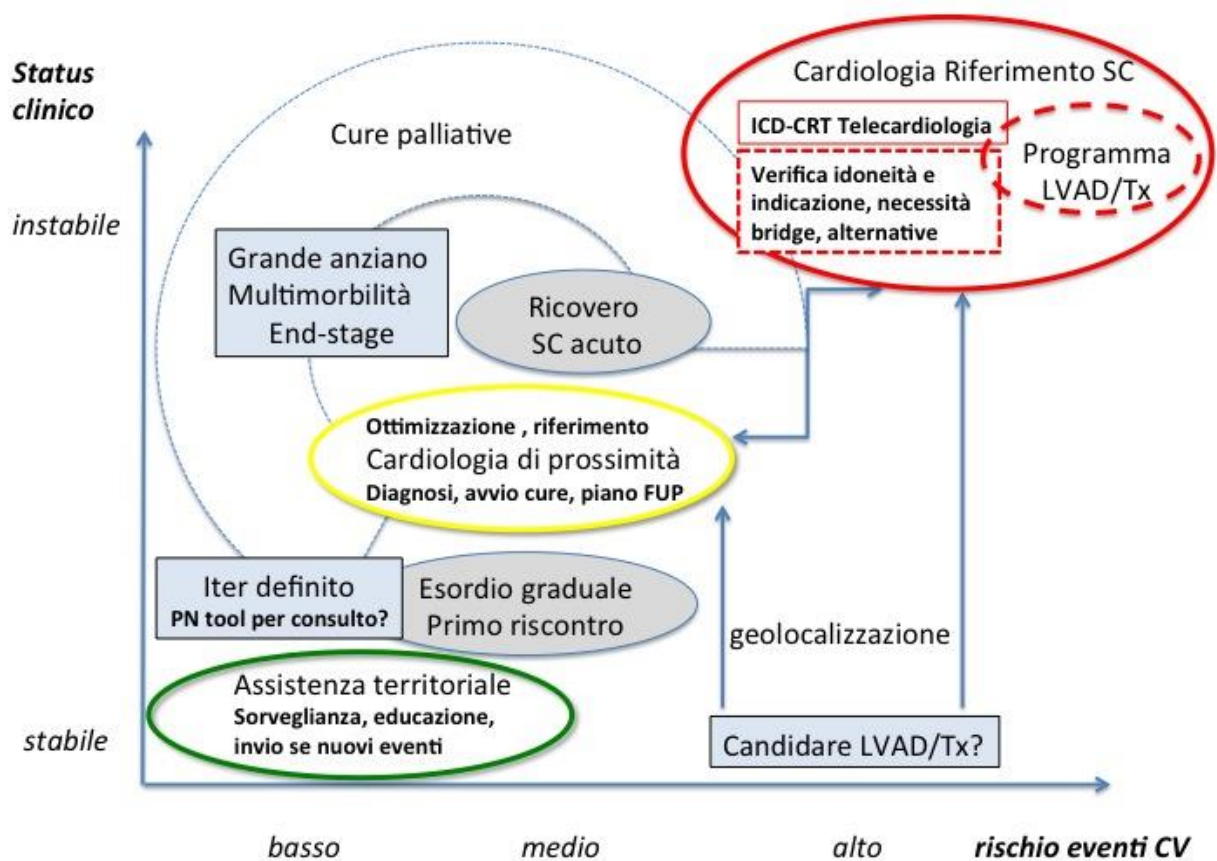 Status
clinico
Cardiologia Riferimento SC
ICD-CRT Telecardiologia
Programma
LVAD/Tx
Verifica idoneità e
indicazione, necessità
bridge, alternative
Cure palliative
instabile
Grande anziano
Multimorbilità
End-stage
Ricovero
SC acuto
Ottimizzazione , riferimento
Cardiologia di prossimità
Diagnosi, avvio cure, piano FUP
Iter definito
PN tool per consulto?
Esordio graduale
Primo riscontro
geolocalizzazione
Assistenza territoriale
Sorveglianza, educazione,
invio se nuovi eventi
stabile
Candidare LVAD/Tx?
basso
medio
alto
rischio eventi CV